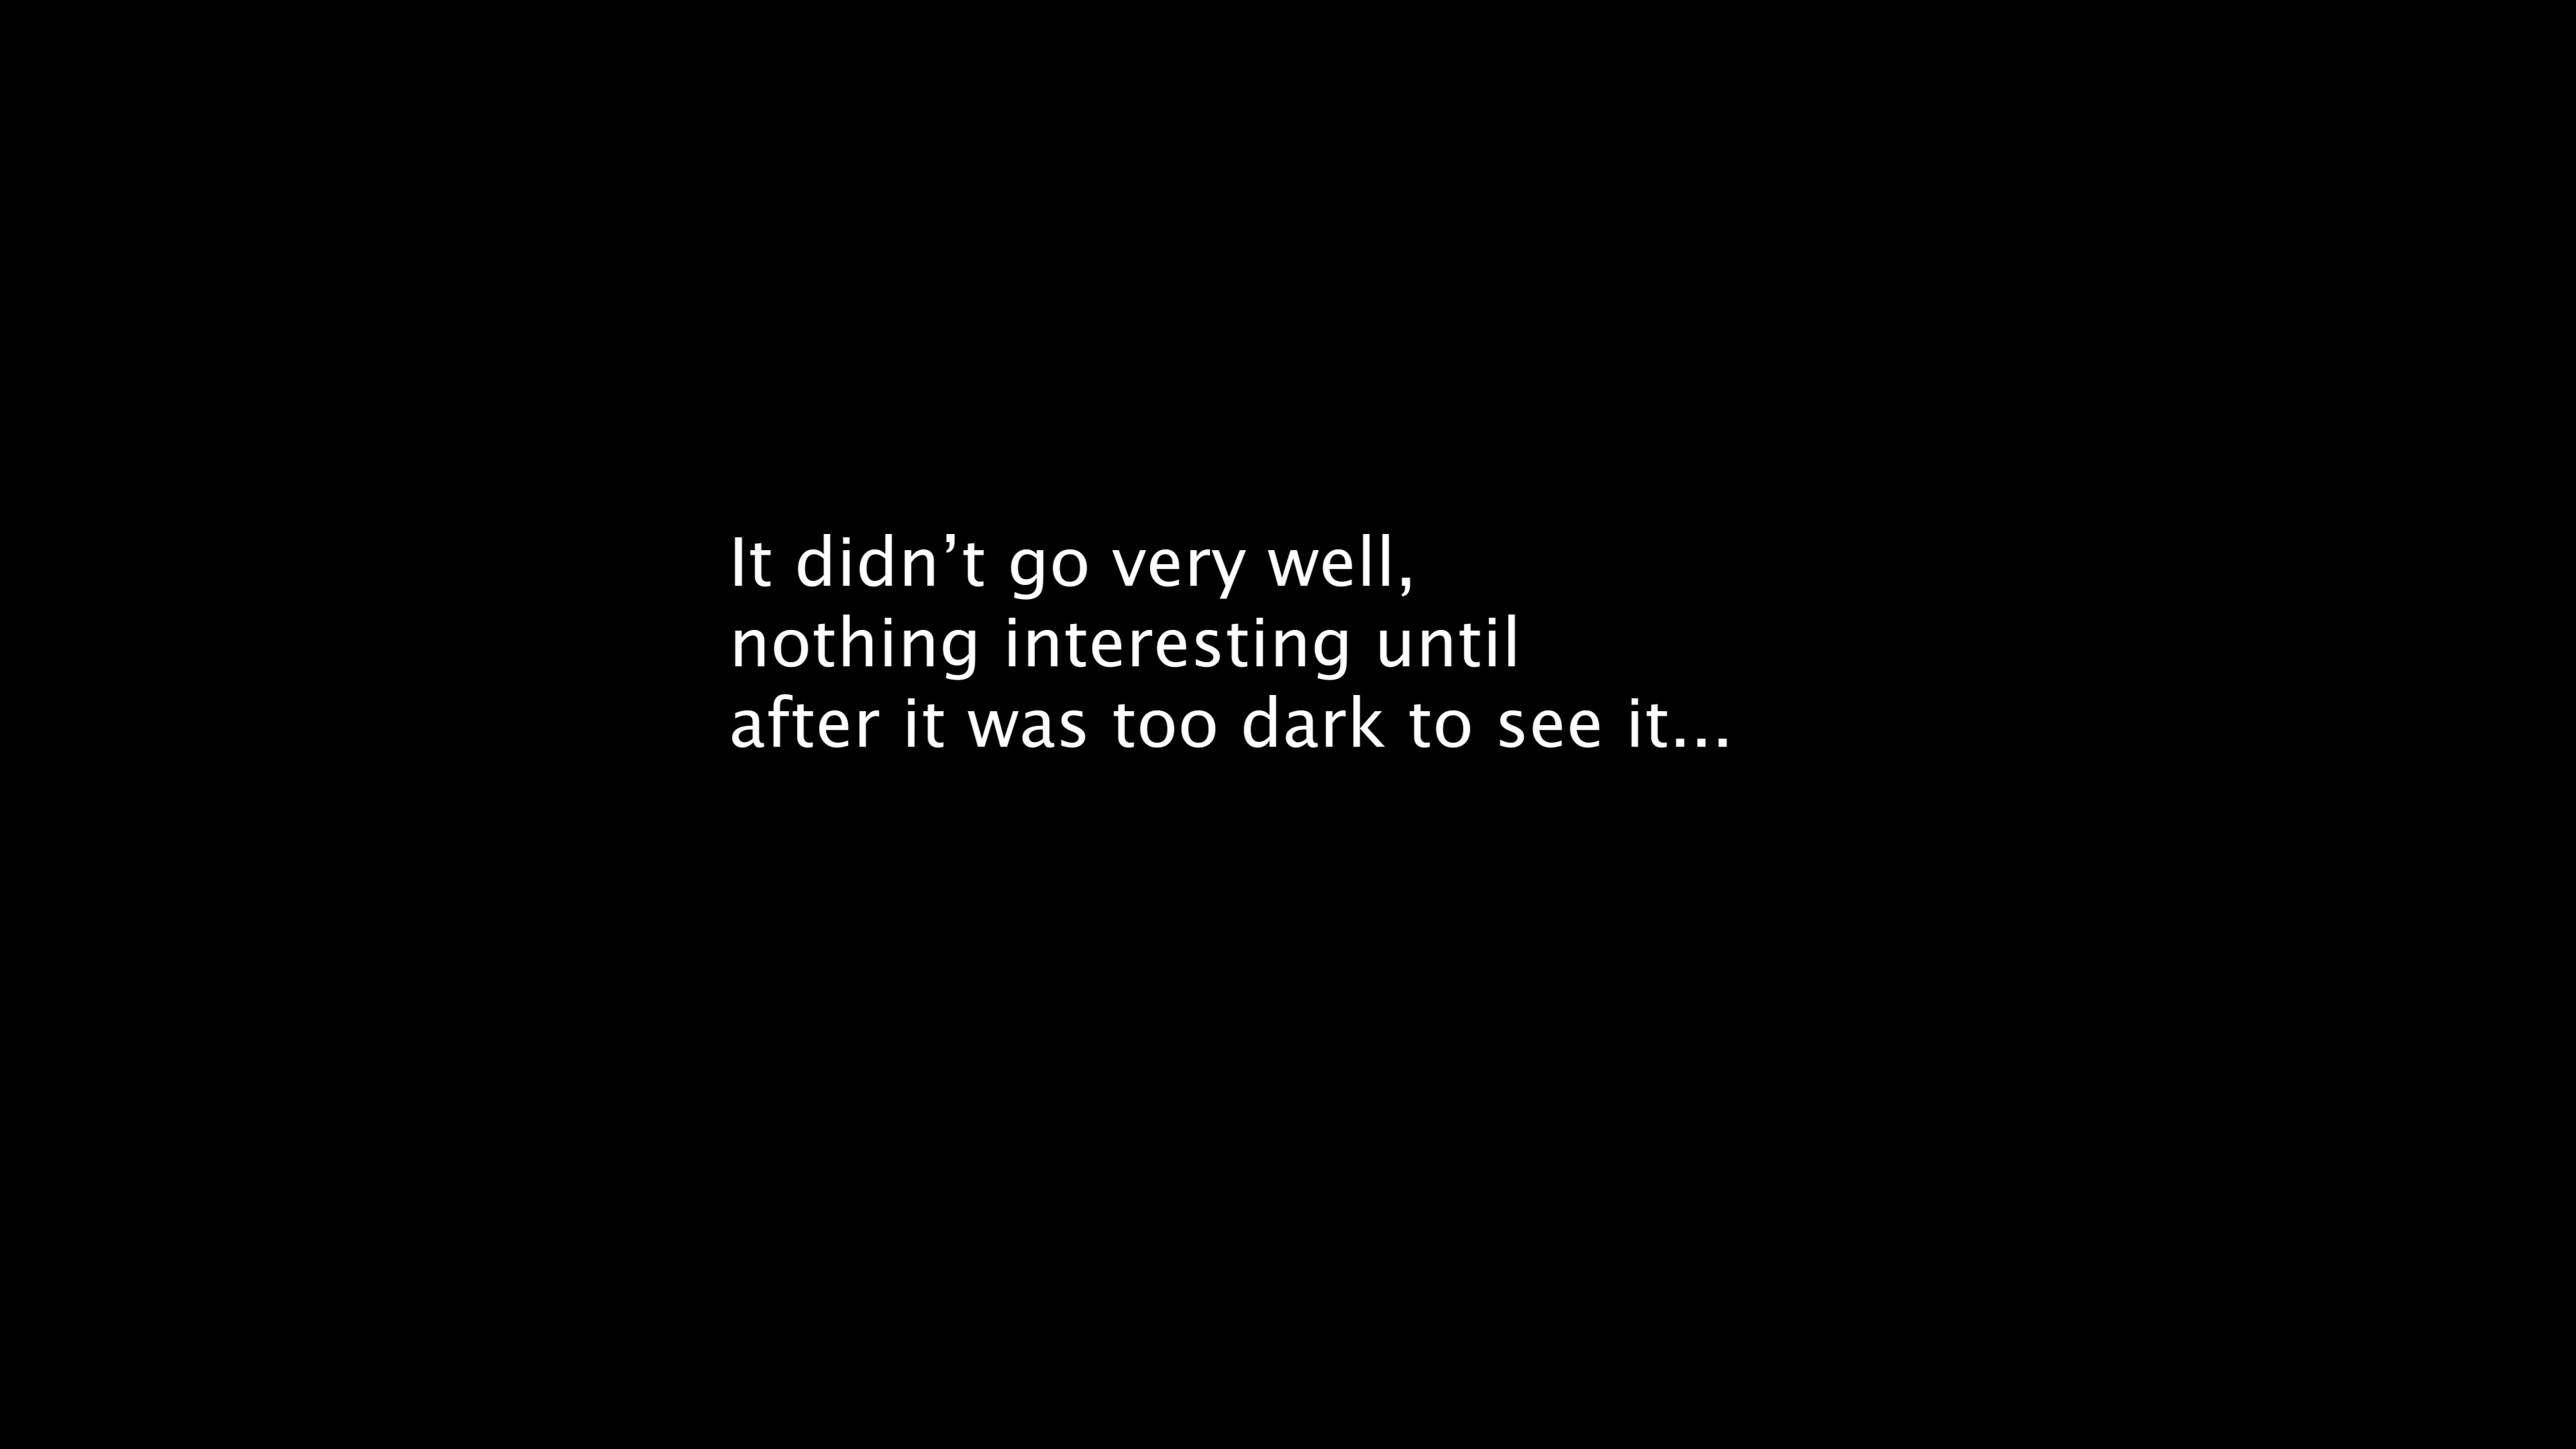 It didn’t go very well,
nothing interesting until
after it was too dark to see it...